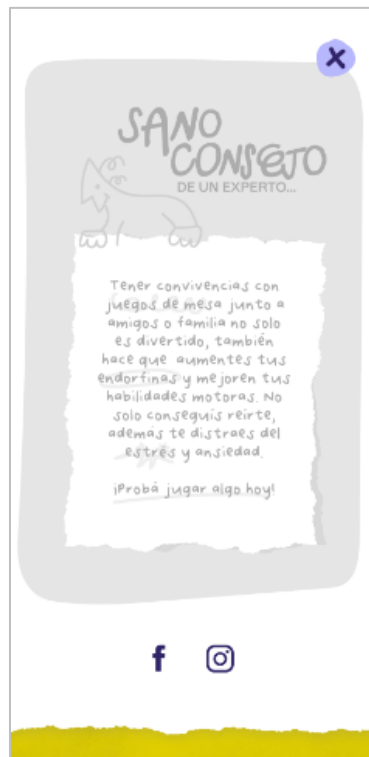 SANO
CONSEJO
DE UN EXPERTO...
Tener convivencias con
juegos de mesa junto a
amigos o familia no solo
es divertido, también
hace que aumentes tus
endorfinas y mejoren tus
habilidades motoras. No
solo conseguís reírte,
además te distraes del
estrés y ansiedad.
¡Probá jugar algo hoy!